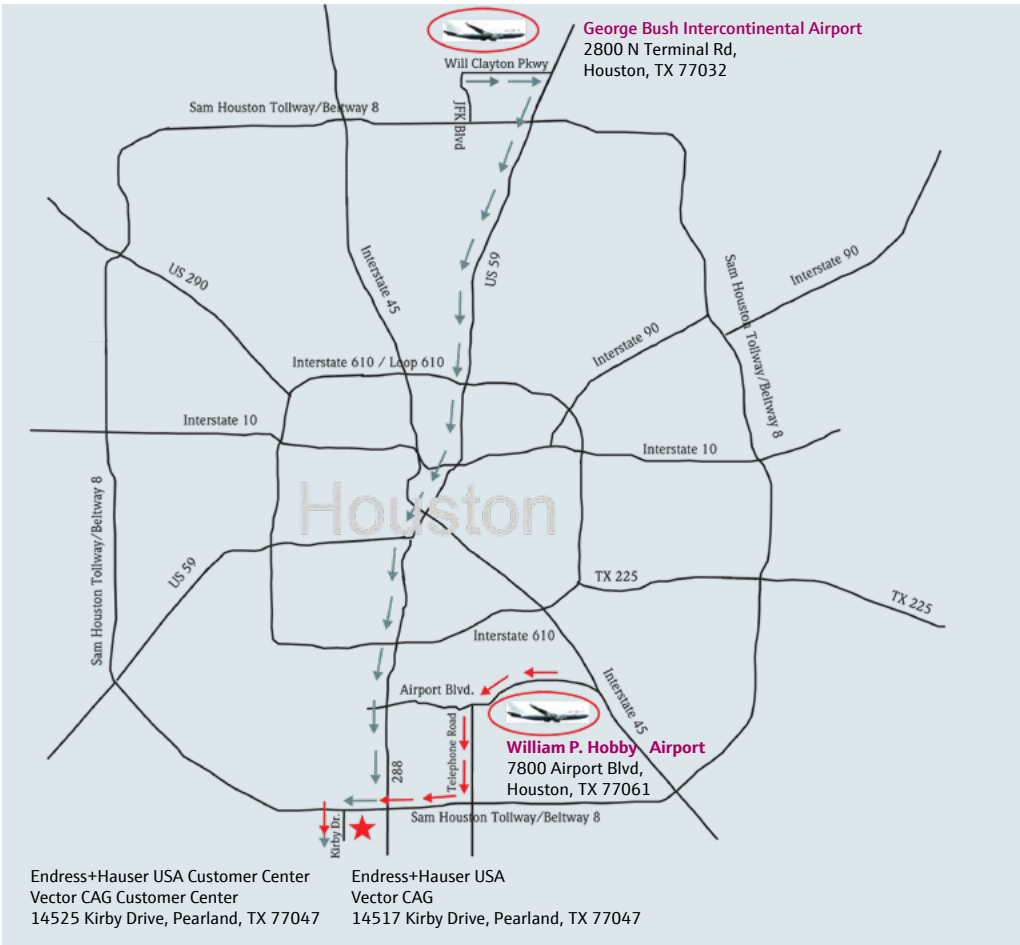 George Bush Intercontinental Airport
2800 N Terminal Rd,
Houston, TX 77032
Will Clayton Pkwy
JFK Blvd
Sam Houston Tollway/Beltway 8
US 290
Interstate 45
US 59
Interstate 90
Interstate 90
Sam Houston Tollway/Beltway 8
Interstate 610 / Loop 610
Interstate 10
Interstate 10
Houston
Sam Houston Tollway/Beltway 8
US 59
TX 225
TX 225
Interstate 610
Interstate 45
Airport Blvd.
Telephone Road
William P. Hobby Airport
7800 Airport Blvd,
Houston, TX 77061
288
Sam Houston Tollway/Beltway 8
Kirby Dr.
Endress+Hauser USA Customer Center
Vector CAG Customer Center
14525 Kirby Drive, Pearland, TX 77047
Endress+Hauser USA
Vector CAG
14517 Kirby Drive, Pearland, TX 77047